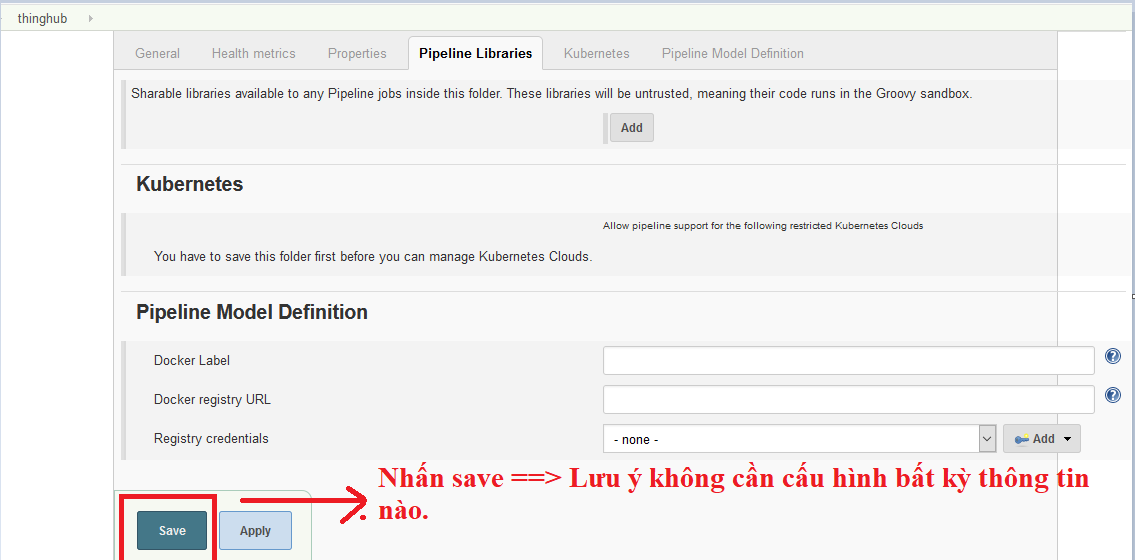 thinghub
General Health metrics Properties Pipeline Libraries Kubernetes Pipeline Model Definition
Sharable libraries available to any Pipeline jobs inside this folder. These libraries will be untrusted, meaning their code runs in the Groovy sandbox.
Add
Kubernetes
Allow pipeline support for the following restricted Kubernetes Clouds
You have to save this folder first before you can manage Kubernetes Clouds.
Pipeline Model Definition
Docker Label
Docker registry URL
Registry credentials - none - Add
Nhấn save ==> Lưu ý không cần cấu hình bất kỳ thông tin
nào.
Save Apply